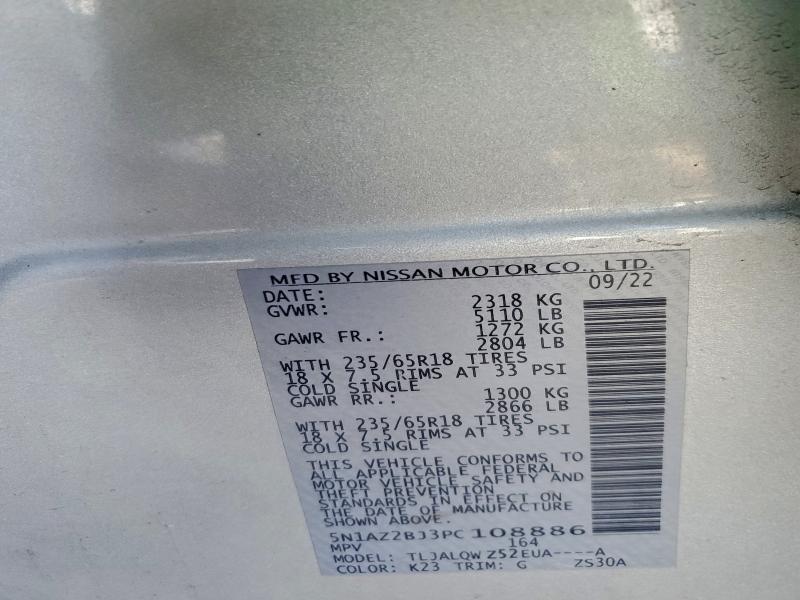 MFD BY NISSAN MOTOR CO., LTD.
DATE: 09/22
GVWR: 2318 KG
5110 LB
GAWR FR.: 1272 KG
2804 LB
WITH 235/65R18 TIRES
18 X 7.5 RIMS AT 33 PSI
COLD SINGLE
GAWR RR.: 1300 KG
2866 LB
WITH 235/65R18 TIRES
18 X 7.5 RIMS AT 33 PSI
COLD SINGLE
THIS VEHICLE CONFORMS TO
ALL APPLICABLE FEDERAL
MOTOR VEHICLE SAFETY AND
THEFT PREVENTION
STANDARDS IN EFFECT ON
THE DATE OF MANUFACTURE
SHOWN ABOVE.
5N1AZ2BJ3PC108886
MPV 164
MODEL: TLJALQW Z52EUA----A
COLOR: K23 TRIM: G ZS30A